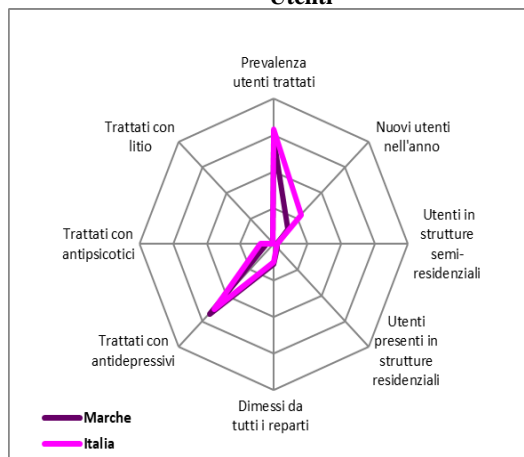 Utenti
Prevalenza
utenti trattati
Nuovi utenti
nell'anno
Utenti in
strutture
semi-
residenziali
Utenti
presenti in
strutture
residenziali
Dimessi da
tutti i reparti
Trattati con
antidepressivi
Trattati con
antipsicotici
Trattati con
litio
Marche
Italia